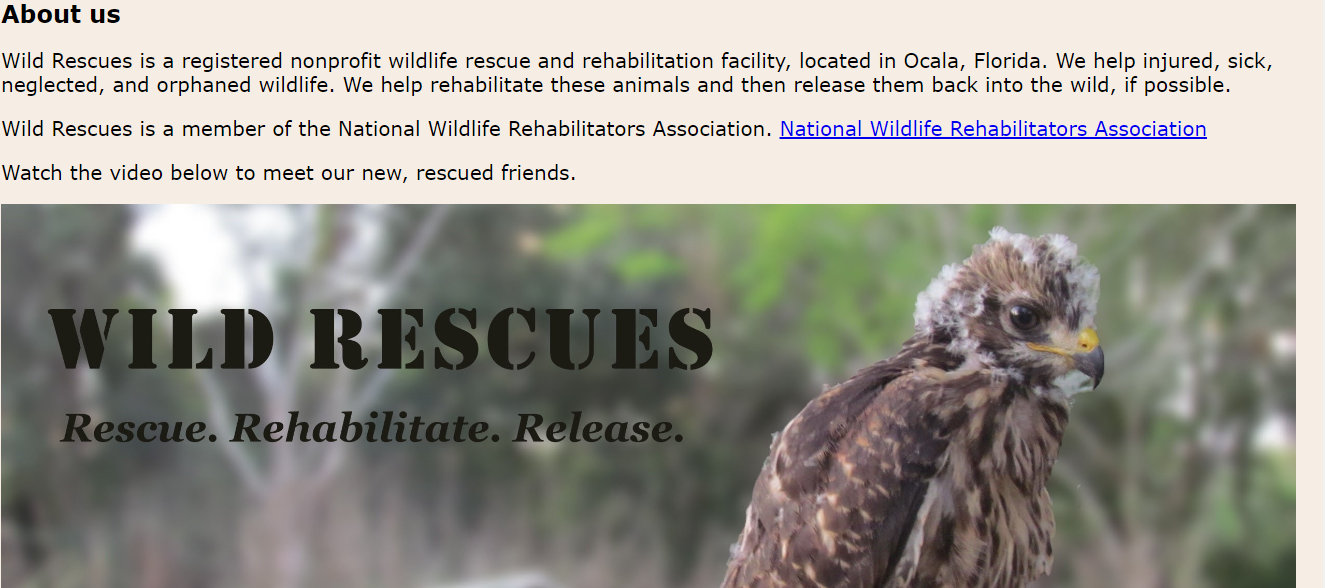 About us
Wild Rescues is a registered nonprofit wildlife rescue and rehabilitation facility, located in Ocala, Florida. We help injured, sick,
neglected, and orphaned wildlife. We help rehabilitate these animals and then release them back into the wild, if possible.
Wild Rescues is a member of the National Wildlife Rehabilitators Association. National Wildlife Rehabilitators Association
Watch the video below to meet our new, rescued friends.
WILD RESCUES
Rescue. Rehabilitate. Release.